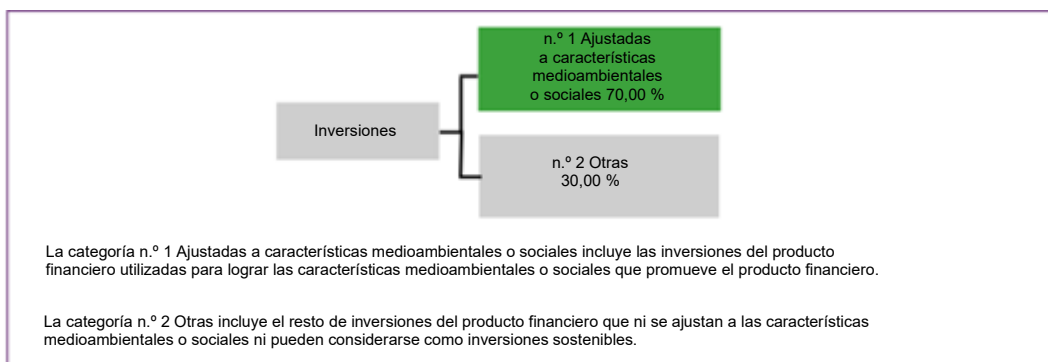 n.º 1 Ajustadas
a características
medioambientales
o sociales 70,00 %
Inversiones
n.º 2 Otras
30,00 %
La categoría n.º 1 Ajustadas a características medioambientales o sociales incluye las inversiones del producto
financiero utilizadas para lograr las características medioambientales o sociales que promueve el producto financiero.
La categoría n.º 2 Otras incluye el resto de inversiones del producto financiero que ni se ajustan a las características
medioambientales o sociales ni pueden considerarse como inversiones sostenibles.